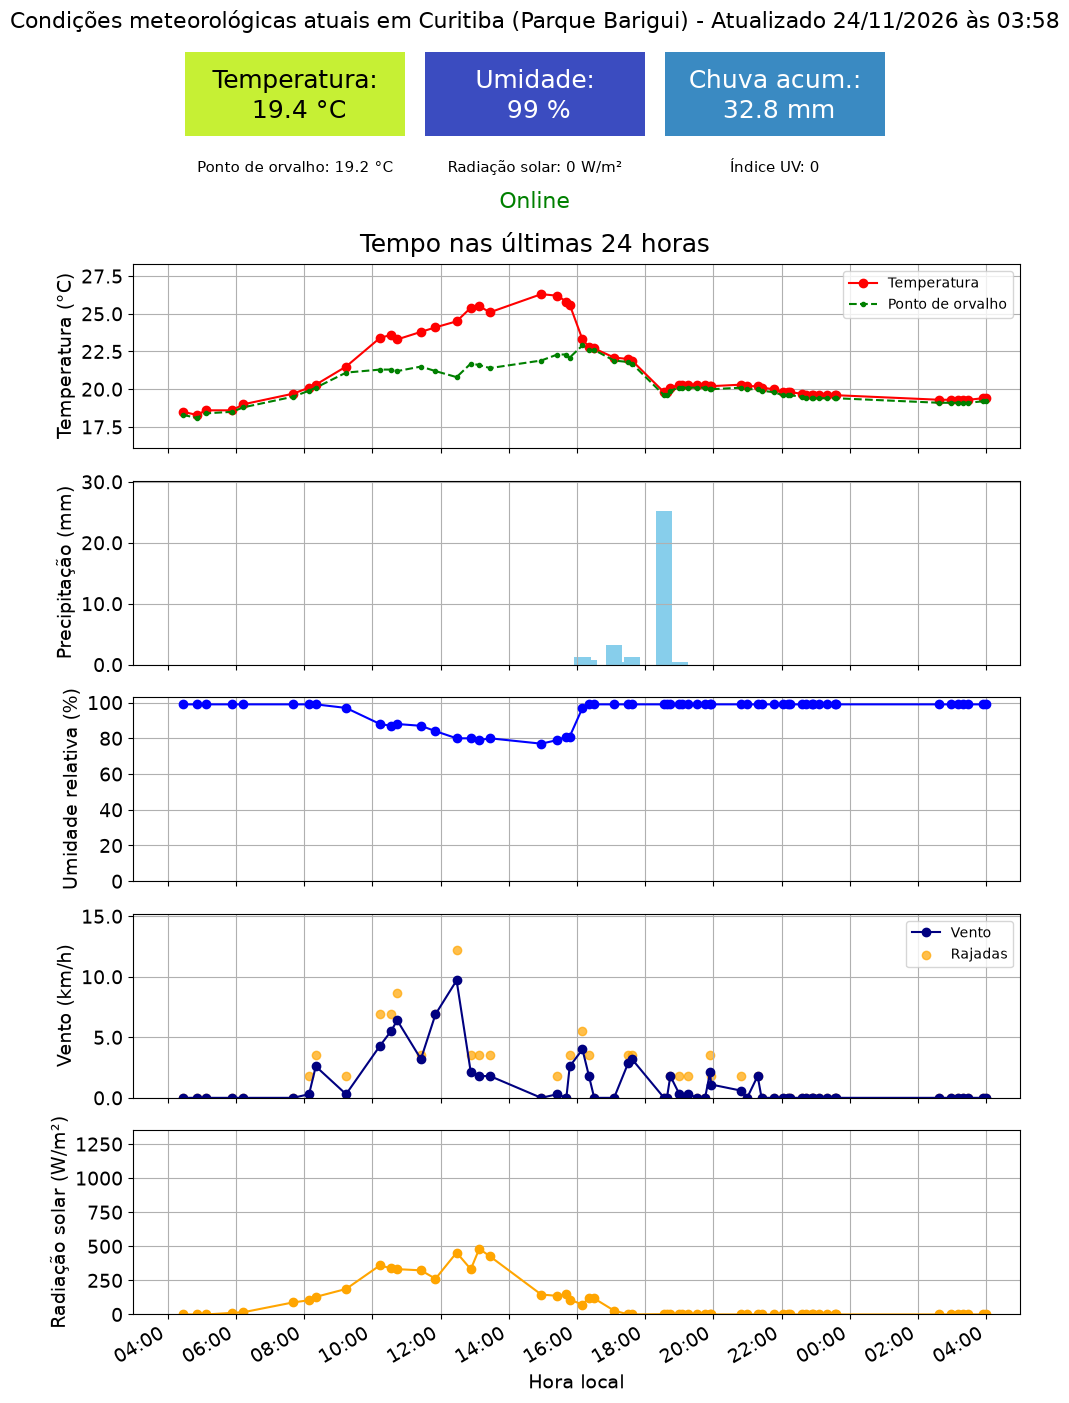 Condições meteorológicas atuais em Curitiba (Parque Barigui) - Atualizado 24/11/2026 às 03:58
Temperatura:
19.4 °C
Umidade:
99 %
Chuva acum.:
32.8 mm
Ponto de orvalho: 19.2 °C
Radiação solar: 0 W/m²
Índice UV: 0
Online
Tempo nas últimas 24 horas
Temperatura (°C)
27.5
25.0
22.5
20.0
17.5
Temperatura
Ponto de orvalho
Precipitação (mm)
30.0
20.0
10.0
0.0
Umidade relativa (%)
100
80
60
40
20
0
Vento (km/h)
15.0
10.0
5.0
0.0
Vento
Rajadas
Radiação solar (W/m²)
1250
1000
750
500
250
0
04:00
06:00
08:00
10:00
12:00
14:00
16:00
18:00
20:00
22:00
00:00
02:00
04:00
Hora local